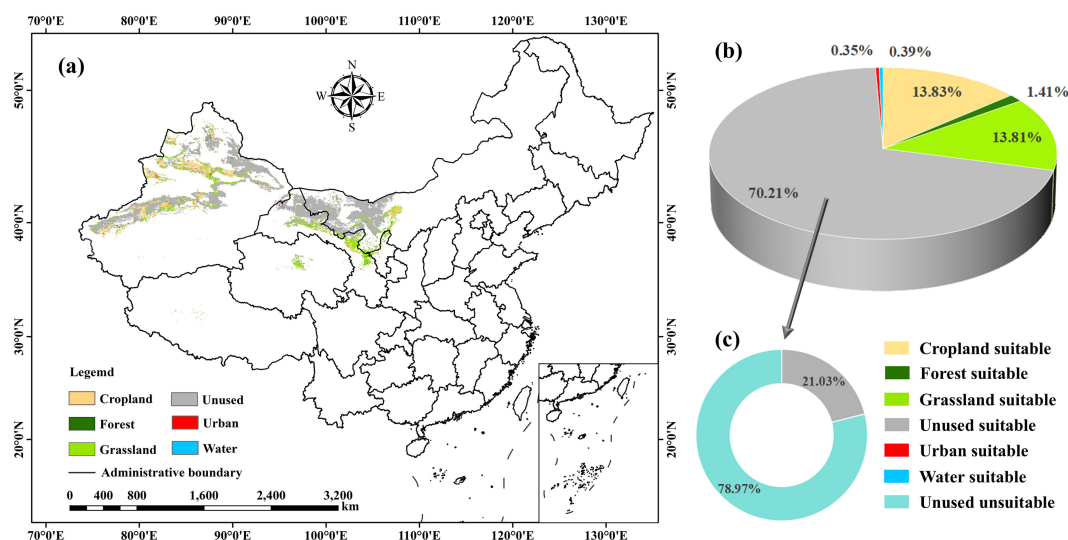 70°0'E 80°0'E 90°0'E 100°0'E 110°0'E 120°0'E 130°0'E
(a)
N
W E
S
50°0'N
40°0'N
30°0'N
20°0'N
50°0'N
40°0'N
30°0'N
20°0'N
Legemd
Cropland Unused
Forest Urban
Grassland Water
Administrative boundary
0 400 800 1,600 2,400 3,200
km
70°0'E 80°0'E 90°0'E 100°0'E 110°0'E 120°0'E 130°0'E
(b)
0.35% 0.39%
13.83% 1.41%
13.81%
70.21%
(c)
21.03%
78.97%
Cropland suitable
Forest suitable
Grassland suitable
Unused suitable
Urban suitable
Water suitable
Unused unsuitable